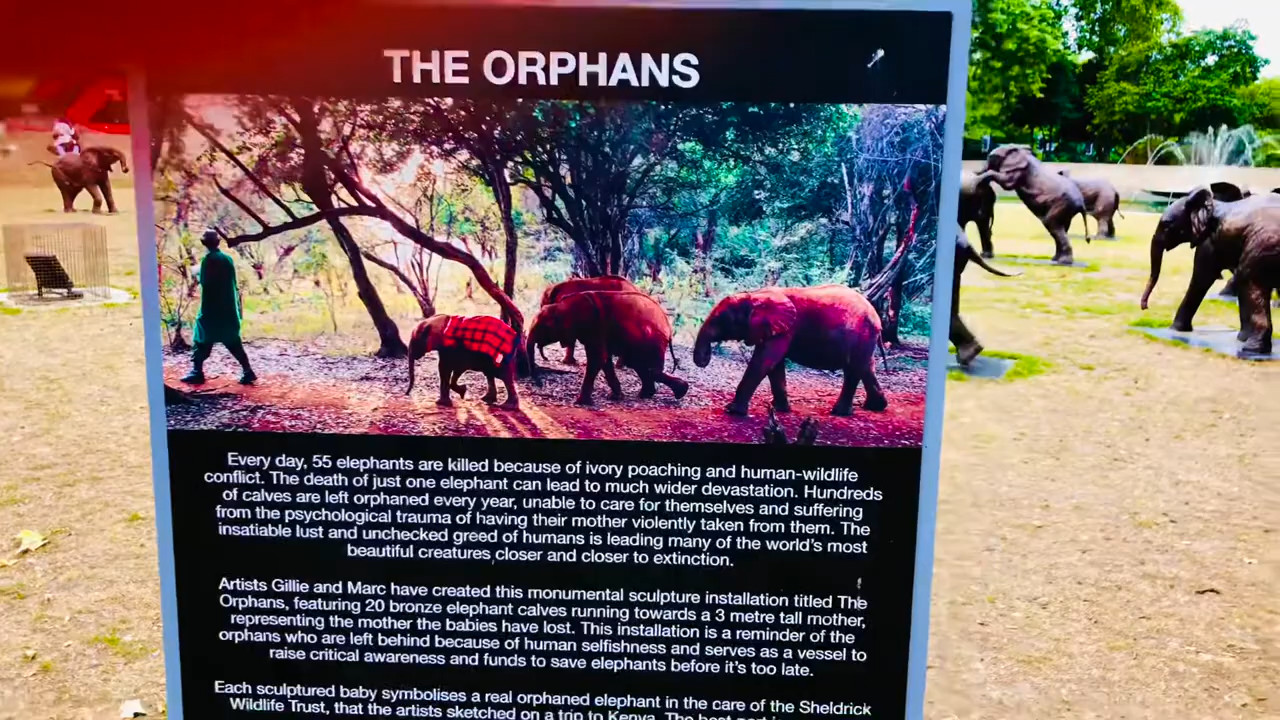 THE ORPHANS
Every day, 55 elephants are killed because of ivory poaching and human-wildlife
conflict. The death of just one elephant can lead to much wider devastation. Hundreds
of calves are left orphaned every year, unable to care for themselves and suffering
from the psychological trauma of having their mother violently taken from them. The
insatiable lust and unchecked greed of humans is leading many of the world's most
beautiful creatures closer and closer to extinction.
Artists Gillie and Marc have created this monumental sculpture installation titled The
Orphans, featuring 20 bronze elephant calves running towards a 3 metre tall mother,
representing the mother the babies have lost. This installation is a reminder of the
orphans who are left behind because of human selfishness and serves as a vessel to
raise critical awareness and funds to save elephants before it's too late.
Each sculptured baby symbolises a real orphaned elephant in the care of the Sheldrick
Wildlife Trust, that the artists sketched on a trip to Kenya. The best part